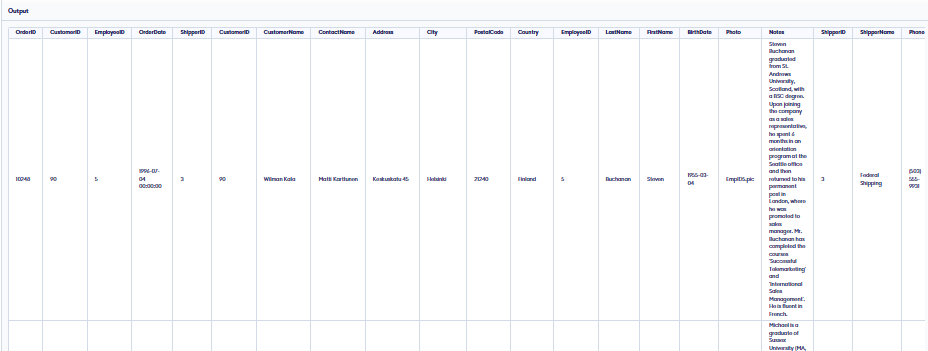 Output
OrderID CustomerID EmployeeID OrderDate ShipperID CustomerID CustomerName ContactName Address City PostalCode Country EmployeeID LastName FirstName BirthDate Photo Notes ShipperID ShipperName Phone
10248 90 5 1996-07-04 00:00:00 3 90 Wilman Kala Matti Karttunen Keskuskatu 45 Helsinki 21240 Finland 5 Buchanan Steven 1955-03-04 EmpID5.pic
Steven
Buchanan
graduated
from St.
Andrews
University,
Scotland, with
a BSC degree.
Upon joining
the company
as a sales
representative,
he spent 6
months in an
orientation
program at the
Seattle office
and then
returned to his
permanent
post in
London, where
he was
promoted to
sales
manager. Mr.
Buchanan has
completed the
courses
'Successful
Telemarketing'
and
'International
Sales
Management'.
He is fluent in
French.
3 Federal Shipping (503) 555-9931
Michael is a
graduate of
Sussex
University (MA,